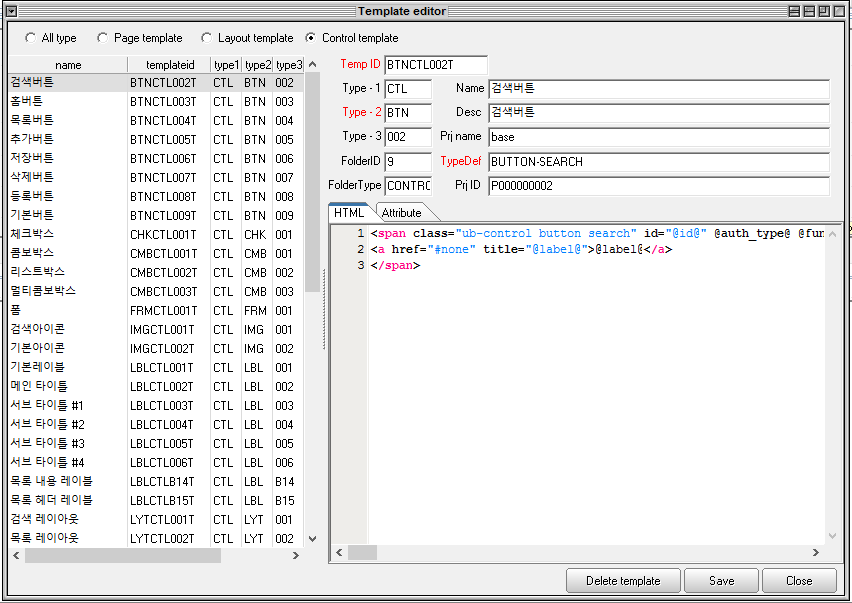 Template editor
All type Page template Layout template Control template
name templateid type1 type2 type3
검색버튼 BTNCTL002T CTL BTN 002
홈버튼 BTNCTL003T CTL BTN 003
목록버튼 BTNCTL004T CTL BTN 004
추가버튼 BTNCTL005T CTL BTN 005
저장버튼 BTNCTL006T CTL BTN 006
삭제버튼 BTNCTL007T CTL BTN 007
등록버튼 BTNCTL008T CTL BTN 008
기본버튼 BTNCTL009T CTL BTN 009
체크박스 CHKCTL001T CTL CHK 001
콤보박스 CMBCTL001T CTL CMB 001
리스트박스 CMBCTL002T CTL CMB 002
멀티콤보박스 CMBCTL003T CTL CMB 003
폼 FRMCTL001T CTL FRM 001
검색아이콘 IMGCTL001T CTL IMG 001
기본아이콘 IMGCTL002T CTL IMG 002
기본레이블 LBLCTL001T CTL LBL 001
메인 타이틀 LBLCTL002T CTL LBL 002
서브 타이틀 #1 LBLCTL003T CTL LBL 003
서브 타이틀 #2 LBLCTL004T CTL LBL 004
서브 타이틀 #3 LBLCTL005T CTL LBL 005
서브 타이틀 #4 LBLCTL006T CTL LBL 006
목록 내용 레이블 LBLCTLB14T CTL LBL B14
목록 헤더 레이블 LBLCTLB15T CTL LBL B15
검색 레이아웃 LYTCTL001T CTL LYT 001
목록 레이아웃 LYTCTL002T CTL LYT 002
Temp ID BTNCTL002T
Type - 1 CTL Name 검색버튼
Type - 2 BTN Desc 검색버튼
Type - 3 002 Prj name base
FolderID 9 TypeDef BUTTON-SEARCH
FolderType CONTRC Prj ID P000000002
HTML Attribute
1 <span class="ub-control button search" id="@id@" @auth_type@ @fun
2 <a href="#none" title="@label@">@label@</a>
3 </span>
Delete template Save Close